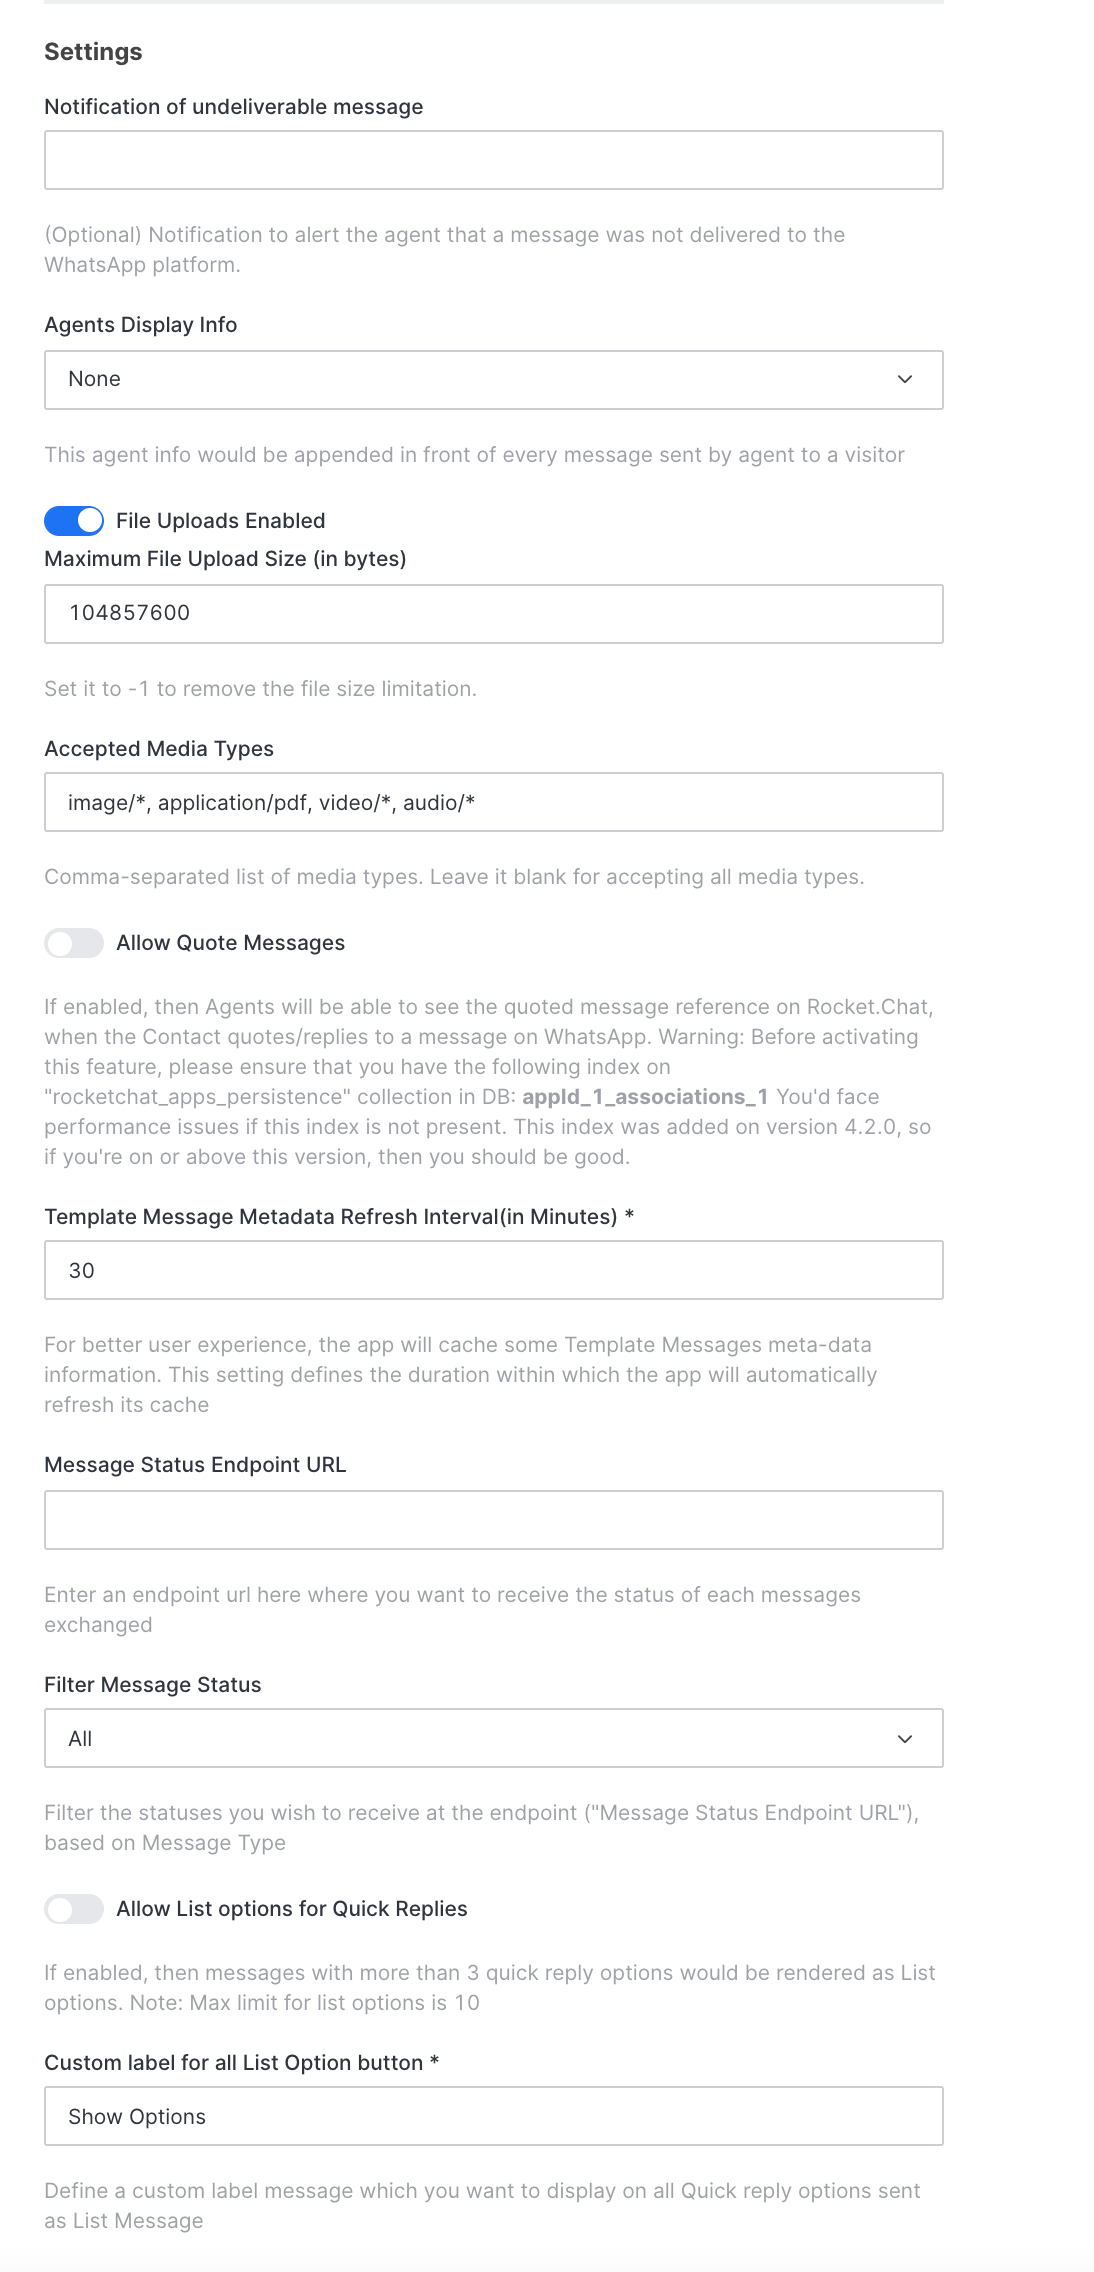 Settings
Notification of undeliverable message
(Optional) Notification to alert the agent that a message was not delivered to the
WhatsApp platform.
Agents Display Info
None
This agent info would be appended in front of every message sent by agent to a visitor
File Uploads Enabled
Maximum File Upload Size (in bytes)
104857600
Set it to -1 to remove the file size limitation.
Accepted Media Types
image/*, application/pdf, video/*, audio/*
Comma-separated list of media types. Leave it blank for accepting all media types.
Allow Quote Messages
If enabled, then Agents will be able to see the quoted message reference on Rocket.Chat,
when the Contact quotes/replies to a message on WhatsApp. Warning: Before activating
this feature, please ensure that you have the following index on
"rocketchat_apps_persistence" collection in DB: appId_1_associations_1 You'd face
performance issues if this index is not present. This index was added on version 4.2.0, so
if you're on or above this version, then you should be good.
Template Message Metadata Refresh Interval(in Minutes) *
30
For better user experience, the app will cache some Template Messages meta-data
information. This setting defines the duration within which the app will automatically
refresh its cache
Message Status Endpoint URL
Enter an endpoint url here where you want to receive the status of each messages
exchanged
Filter Message Status
All
Filter the statuses you wish to receive at the endpoint ("Message Status Endpoint URL"),
based on Message Type
Allow List options for Quick Replies
If enabled, then messages with more than 3 quick reply options would be rendered as List
options. Note: Max limit for list options is 10
Custom label for all List Option button *
Show Options
Define a custom label message which you want to display on all Quick reply options sent
as List Message